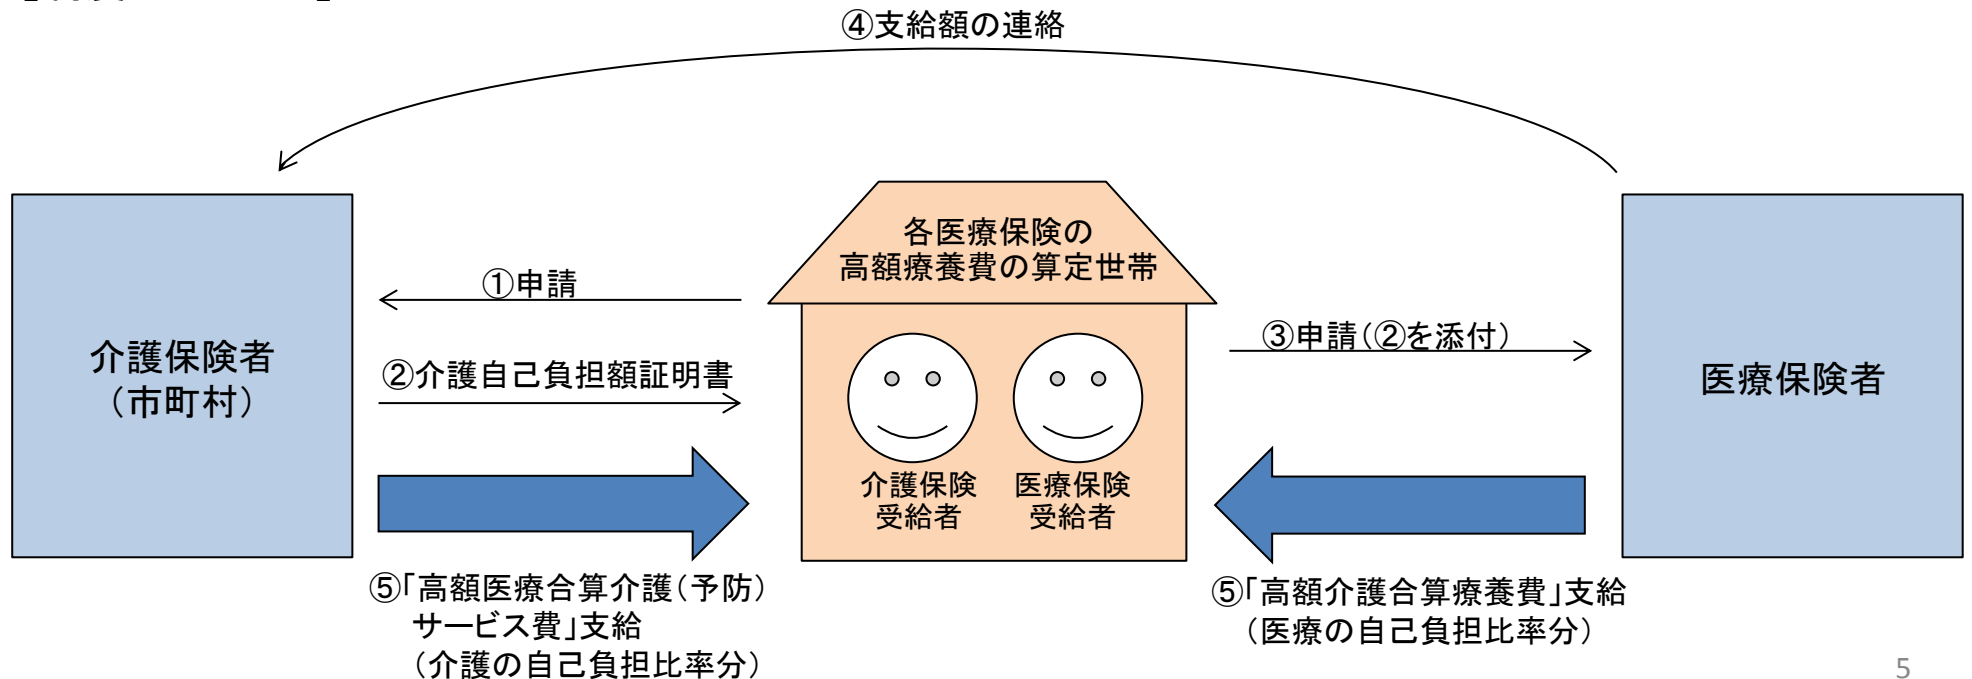 ④支給額の連絡
各医療保険の
高額療養費の算定世帯
①申請
②介護自己負担額証明書
③申請(②を添付)
介護保険者
(市町村)
医療保険者
介護保険
受給者
医療保険
受給者
⑤「高額医療合算介護(予防)
サービス費」支給
(介護の自己負担比率分)
⑤「高額介護合算療養費」支給
(医療の自己負担比率分)
5